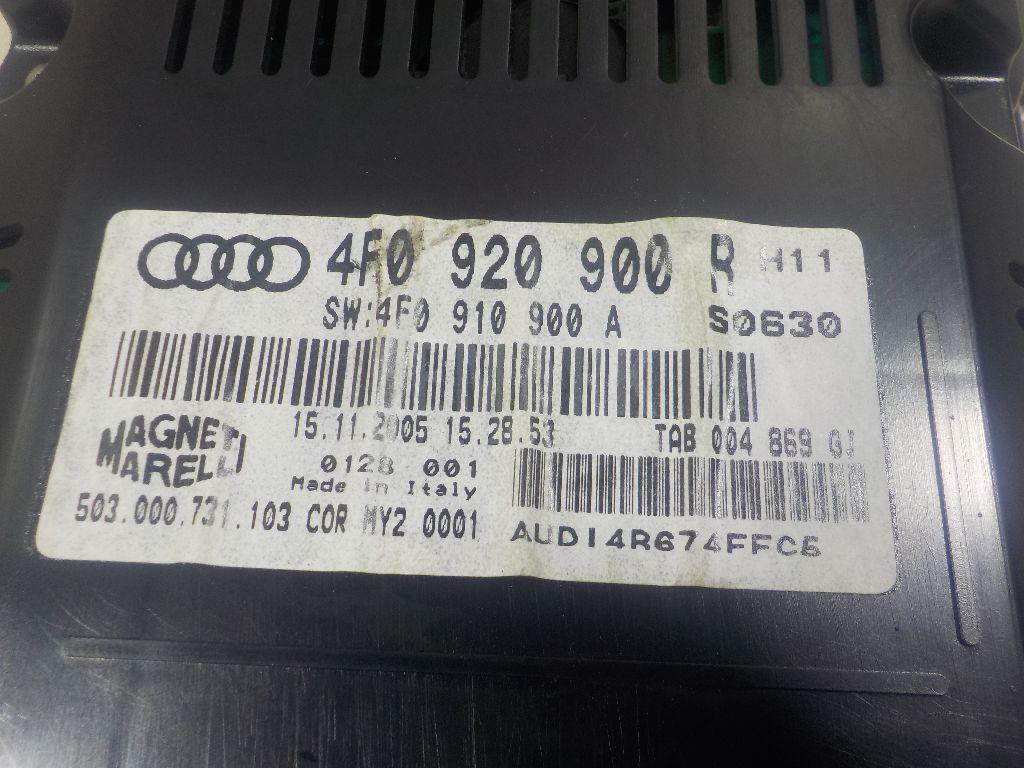 4F0 920 900 R H11
SW:4F0 910 900 A S0630
MAGNETI MARELLI
15.11.2005 15.28.53 TAB 004 869
0128 001
Made in Italy
503.000.731.103 COR MY2 0001
AUDI4R674FFC6